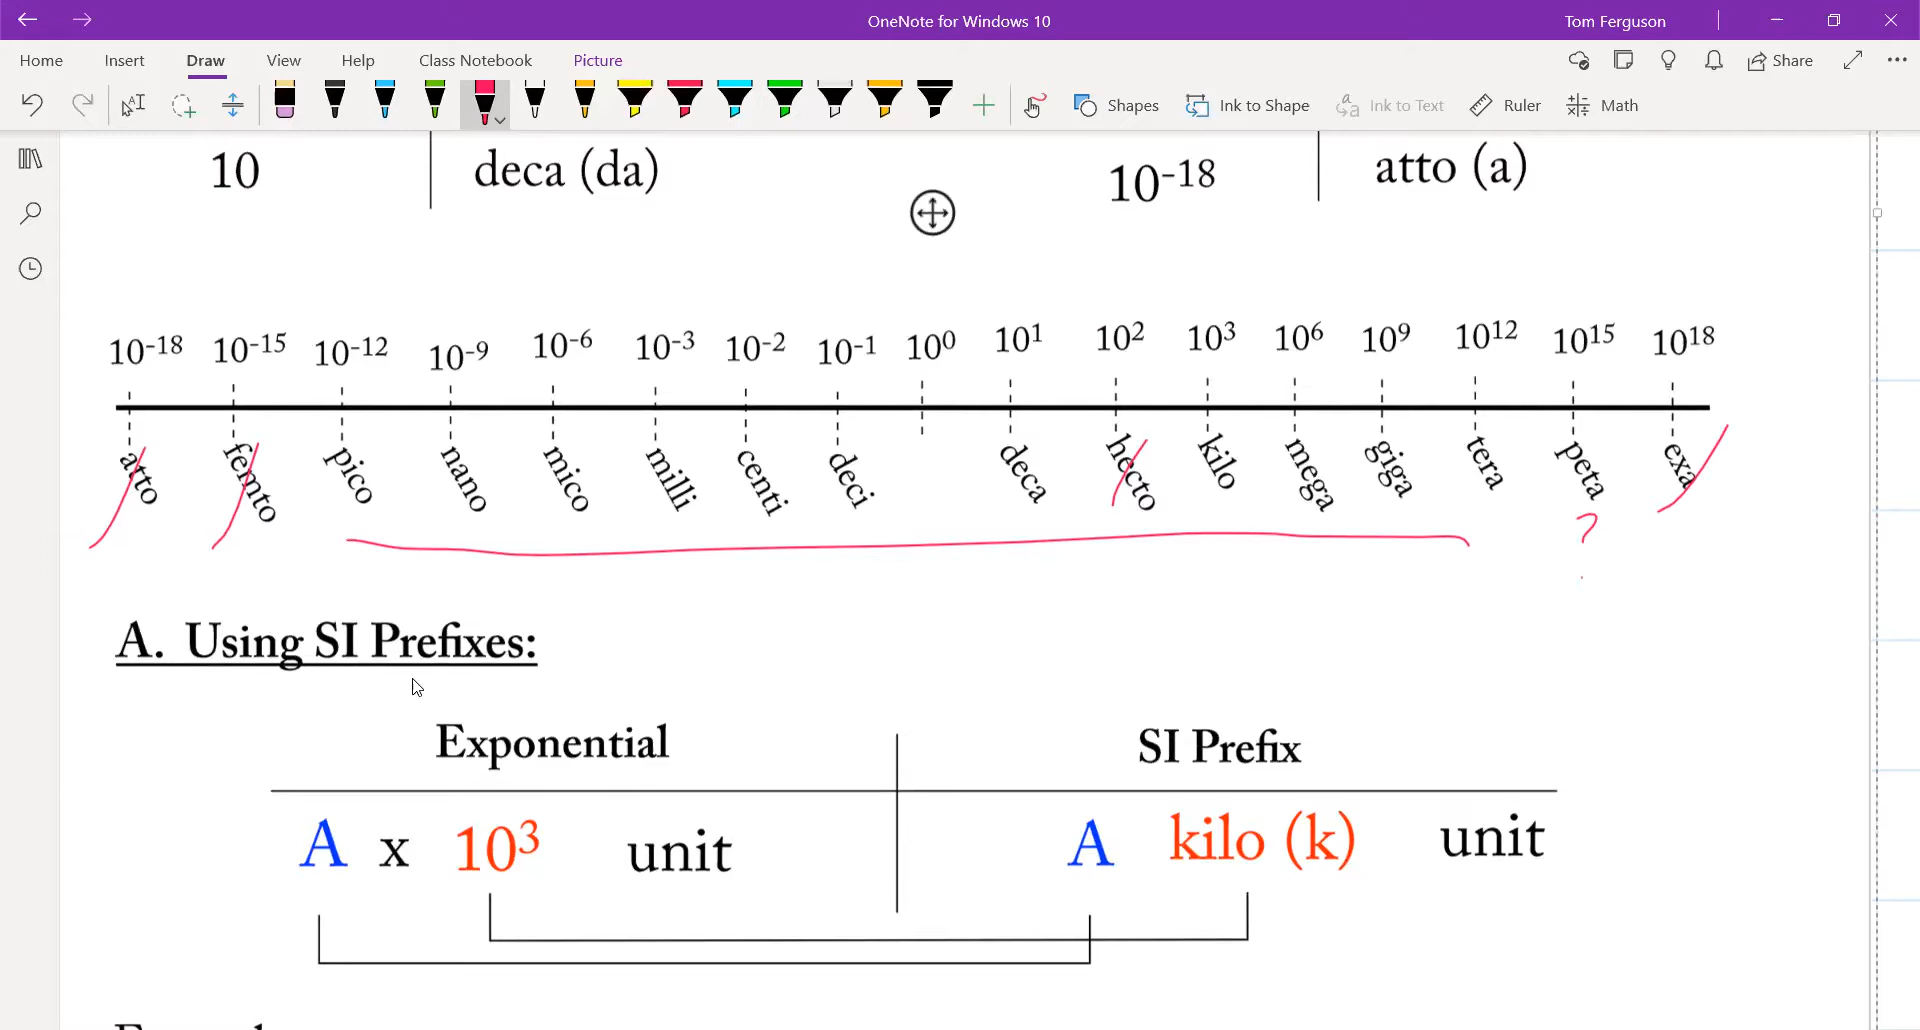 OneNote for Windows 10
Tom Ferguson
Home Insert Draw View Help Class Notebook Picture
Share
Shapes Ink to Shape Ink to Text Ruler Math
10 deca (da) 10⁻¹⁸ atto (a)
10⁻¹⁸ 10⁻¹⁵ 10⁻¹² 10⁻⁹ 10⁻⁶ 10⁻³ 10⁻² 10⁻¹ 10⁰ 10¹ 10² 10³ 10⁶ 10⁹ 10¹² 10¹⁵ 10¹⁸
atto femto pico nano mico milli centi deci deca hecto kilo mega giga tera peta exa
?
A. Using SI Prefixes:
Exponential SI Prefix
A x 10³ unit A kilo (k) unit